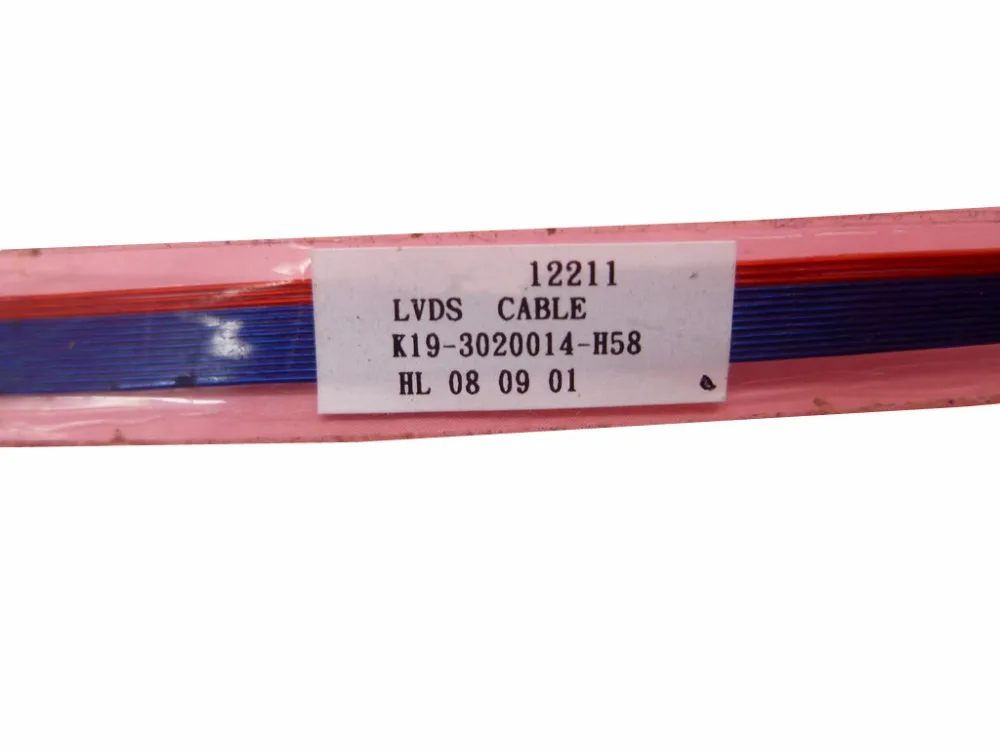 12211
LVDS CABLE
K19-3020014-H58
HL 08 09 01